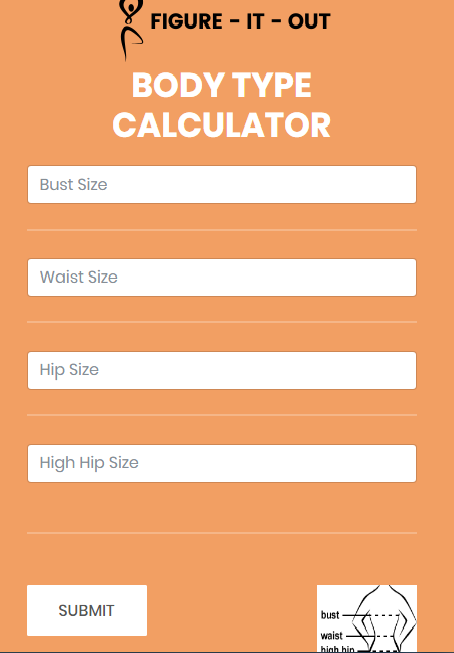 FIGURE - IT - OUT
BODY TYPE
CALCULATOR
Bust Size
Waist Size
Hip Size
High Hip Size
SUBMIT
bust
waist
high hip